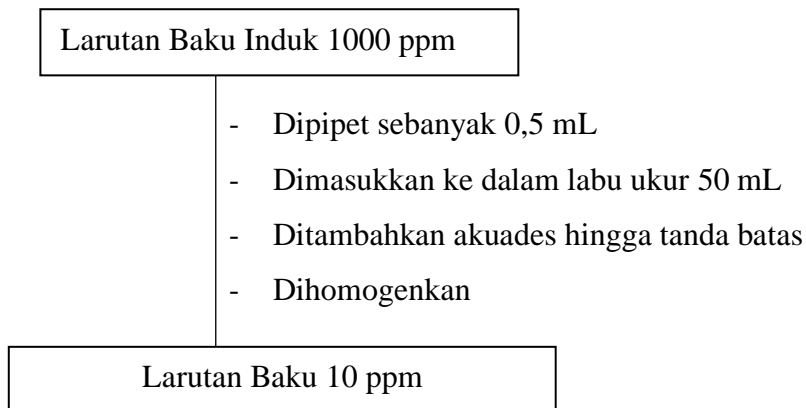 Larutan Baku Induk 1000 ppm
- Dipipet sebanyak 0,5 mL
- Dimasukkan ke dalam labu ukur 50 mL
- Ditambahkan akuades hingga tanda batas
- Dihomogenkan
Larutan Baku 10 ppm